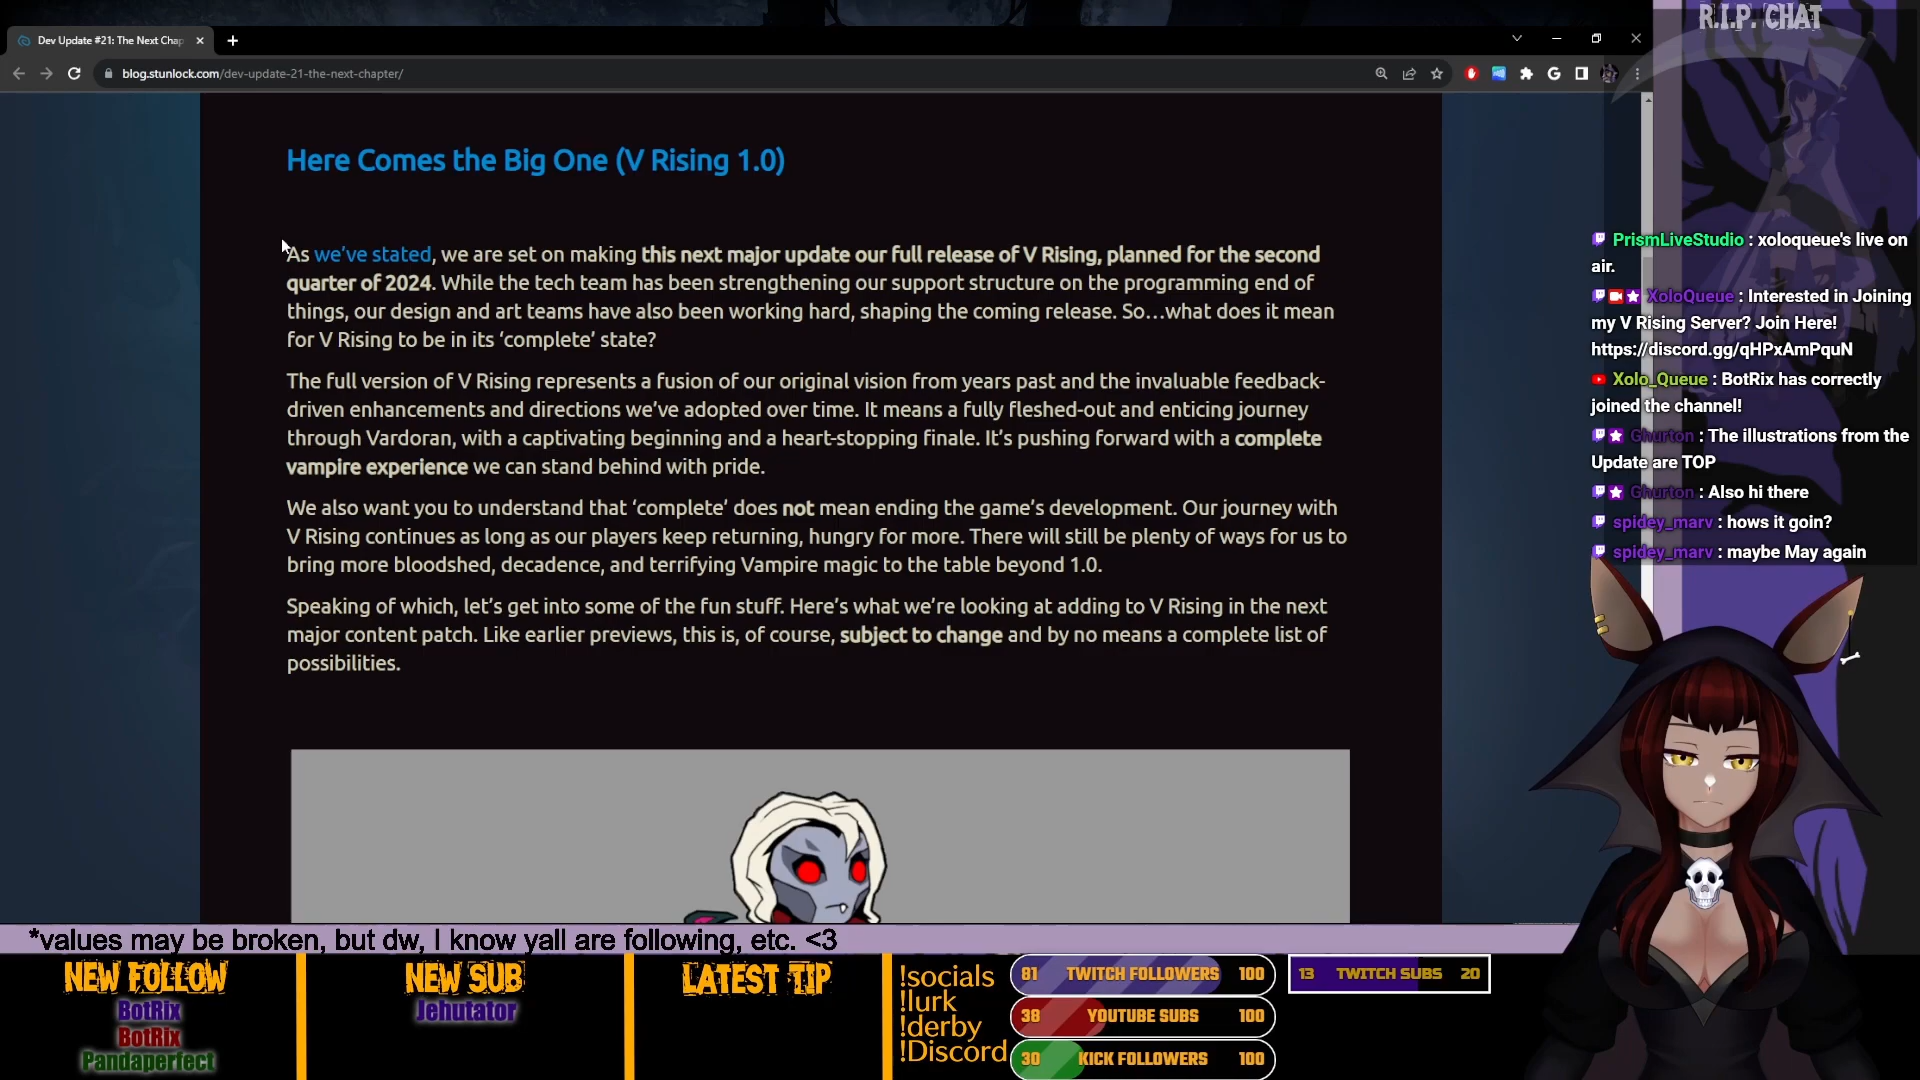 R.I.P. CHAT
Dev Update #21: The Next Chap
blog.stunlock.com/dev-update-21-the-next-chapter/
Here Comes the Big One (V Rising 1.0)
As we've stated, we are set on making this next major update our full release of V Rising, planned for the second
quarter of 2024. While the tech team has been strengthening our support structure on the programming end of
things, our design and art teams have also been working hard, shaping the coming release. So…what does it mean
for V Rising to be in its 'complete' state?
The full version of V Rising represents a fusion of our original vision from years past and the invaluable feedback-
driven enhancements and directions we've adopted over time. It means a fully fleshed-out and enticing journey
through Vardoran, with a captivating beginning and a heart-stopping finale. It's pushing forward with a complete
vampire experience we can stand behind with pride.
We also want you to understand that 'complete' does not mean ending the game's development. Our journey with
V Rising continues as long as our players keep returning, hungry for more. There will still be plenty of ways for us to
bring more bloodshed, decadence, and terrifying Vampire magic to the table beyond 1.0.
Speaking of which, let's get into some of the fun stuff. Here's what we're looking at adding to V Rising in the next
major content patch. Like earlier previews, this is, of course, subject to change and by no means a complete list of
possibilities.
PrismLiveStudio : xoloqueue's live on
air.
XoloQueue : Interested in Joining
my V Rising Server? Join Here!
https://discord.gg/qHPxAmPquN
Xolo_Queue : BotRix has correctly
joined the channel!
Ghurton : The illustrations from the
Update are TOP
Ghurton : Also hi there
spidey_marv : hows it goin?
spidey_marv : maybe May again
*values may be broken, but dw, I know yall are following, etc. <3
NEW FOLLOW
BotRix
BotRix
Pandaperfect
NEW SUB
Jehutator
LATEST TIP
!socials
!lurk
!derby
!Discord
81 TWITCH FOLLOWERS 100
38 YOUTUBE SUBS 100
30 KICK FOLLOWERS 100
13 TWITCH SUBS 20